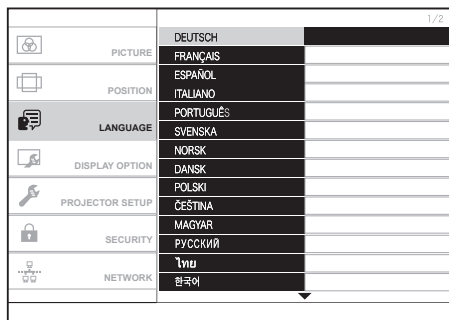 1/2
PICTURE
POSITION
LANGUAGE
DISPLAY OPTION
PROJECTOR SETUP
SECURITY
NETWORK
DEUTSCH
FRANÇAIS
ESPAÑOL
ITALIANO
PORTUGUÊS
SVENSKA
NORSK
DANSK
POLSKI
ČEŠTINA
MAGYAR
РУССКИЙ
ไทย
한국어